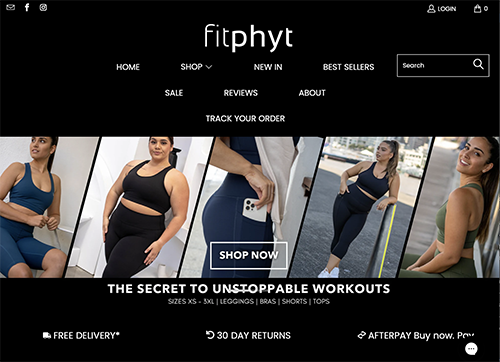 LOGIN
0
fitphyt
HOME SHOP NEW IN BEST SELLERS
Search
SALE REVIEWS ABOUT
TRACK YOUR ORDER
SHOP NOW
THE SECRET TO UNSTOPPABLE WORKOUTS
SIZES XS - 3XL | LEGGINGS | BRAS | SHORTS | TOPS
FREE DELIVERY* 30 DAY RETURNS AFTERPAY Buy now. Pay